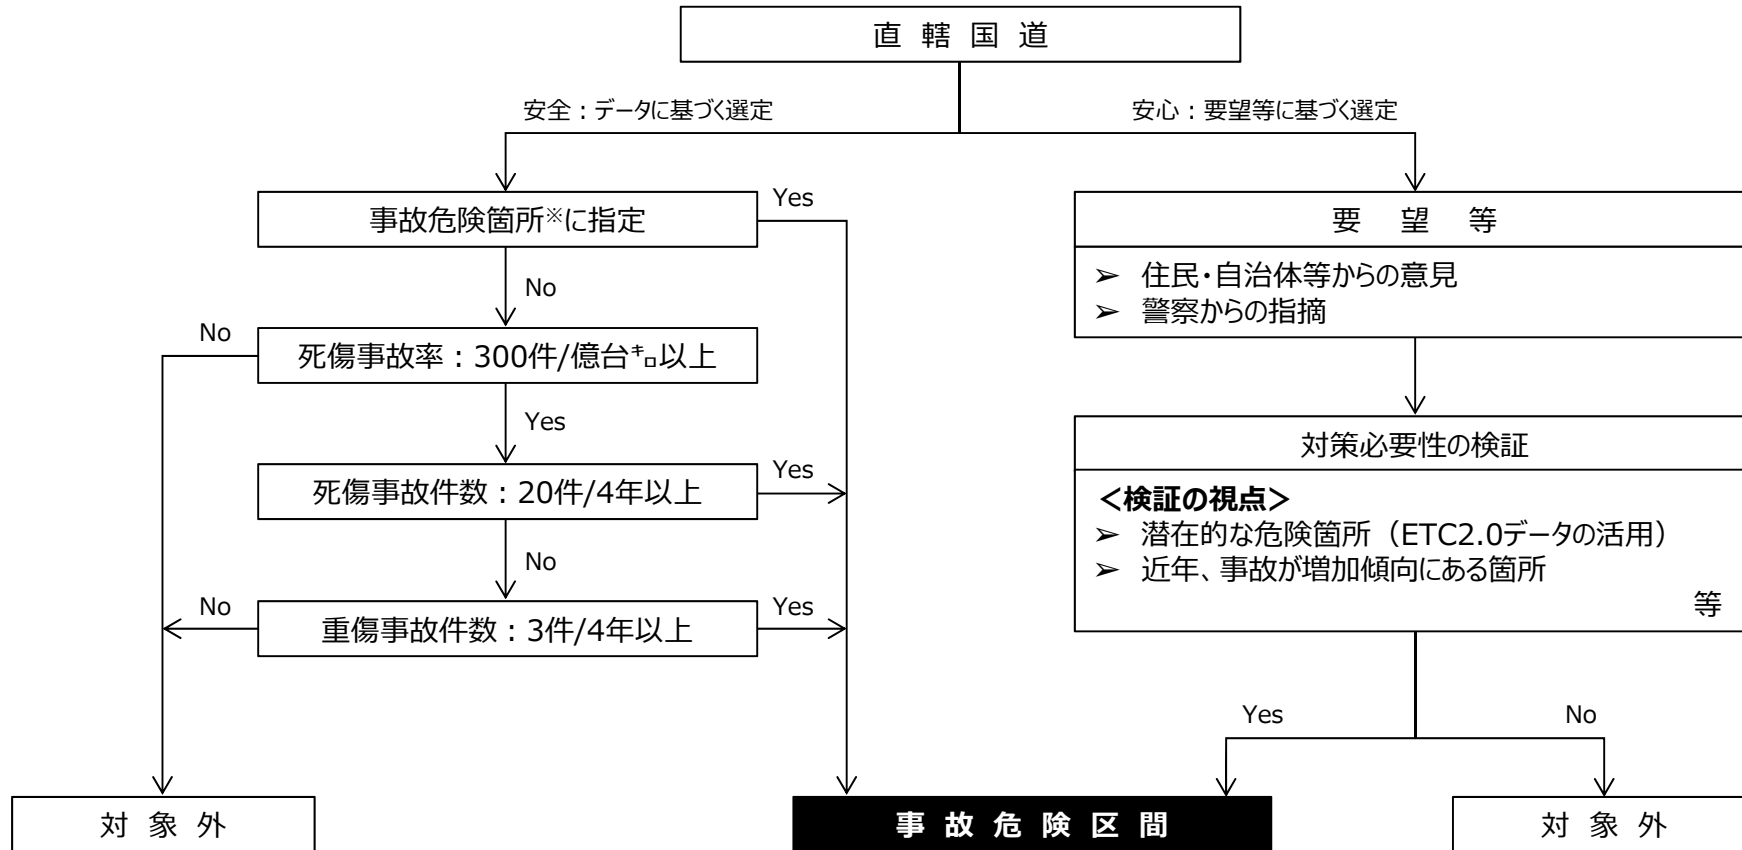 直轄国道
安全：データに基づく選定
安心：要望等に基づく選定
事故危険箇所※に指定
Yes
No
死傷事故率：300件/億台㌔以上
No
Yes
死傷事故件数：20件/4年以上
Yes
No
重傷事故件数：3件/4年以上
No
Yes
要望等
➢ 住民・自治体等からの意見
➢ 警察からの指摘
対策必要性の検証
＜検証の視点＞
➢ 潜在的な危険箇所（ETC2.0データの活用）
➢ 近年、事故が増加傾向にある箇所
等
Yes
No
対象外
事故危険区間
対象外